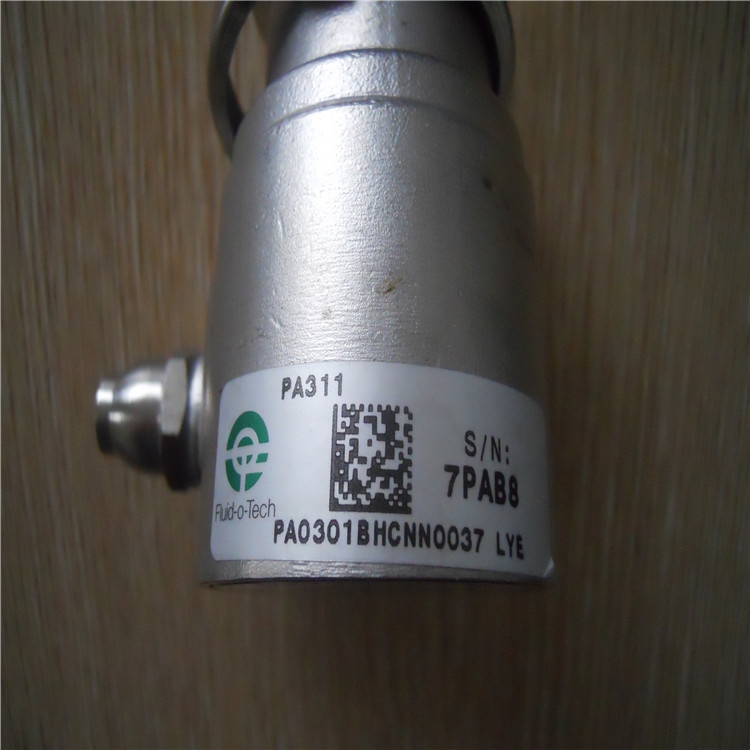 PA311
S/N:
7PAB8
Fluid-o-Tech
PA0301BHCNN0037 LYE